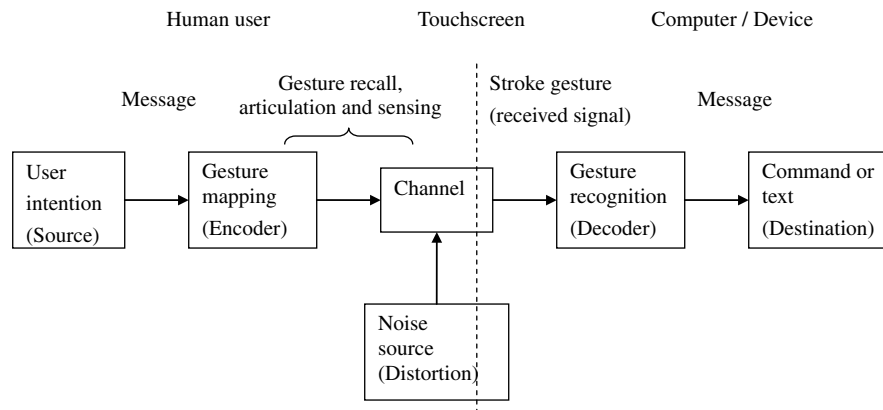 Human user
Touchscreen
Computer / Device
Message
Gesture recall,
articulation and sensing
Stroke gesture
(received signal)
Message
User
intention
(Source)
Gesture
mapping
(Encoder)
Channel
Gesture
recognition
(Decoder)
Command or
text
(Destination)
Noise
source
(Distortion)